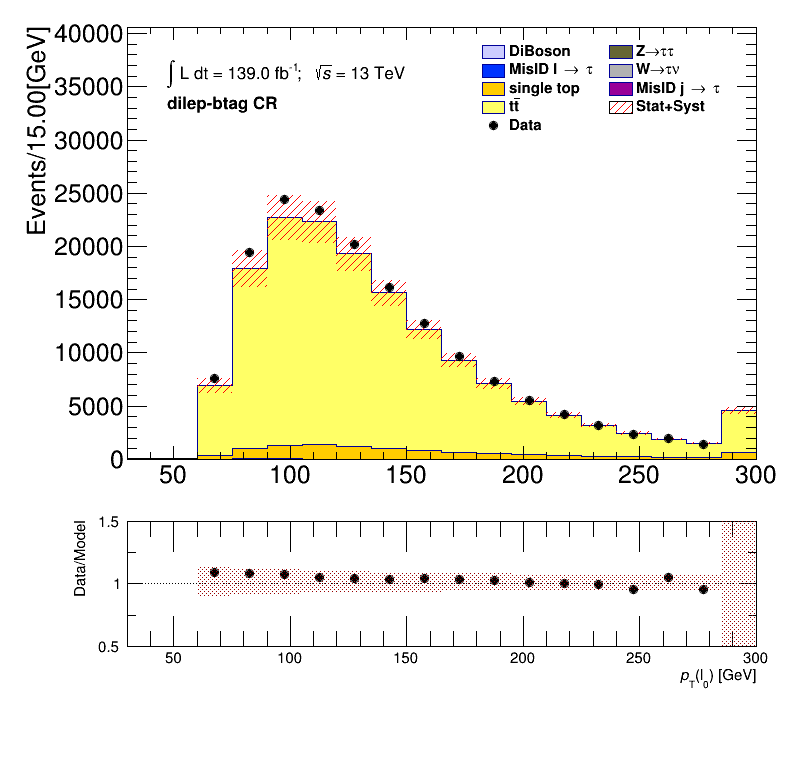 Events/15.00[GeV]
40000
35000
30000
25000
20000
15000
10000
5000
0
∫ L dt = 139.0 fb⁻¹; √s = 13 TeV
dilep-btag CR
DiBoson
Z→ττ
MisID l → τ
W→τν
single top
MisID j → τ
tt̄
Stat+Syst
Data
50 100 150 200 250 300
Data/Model
1.5
1
0.5
50 100 150 200 250 300
p_T(l_0) [GeV]